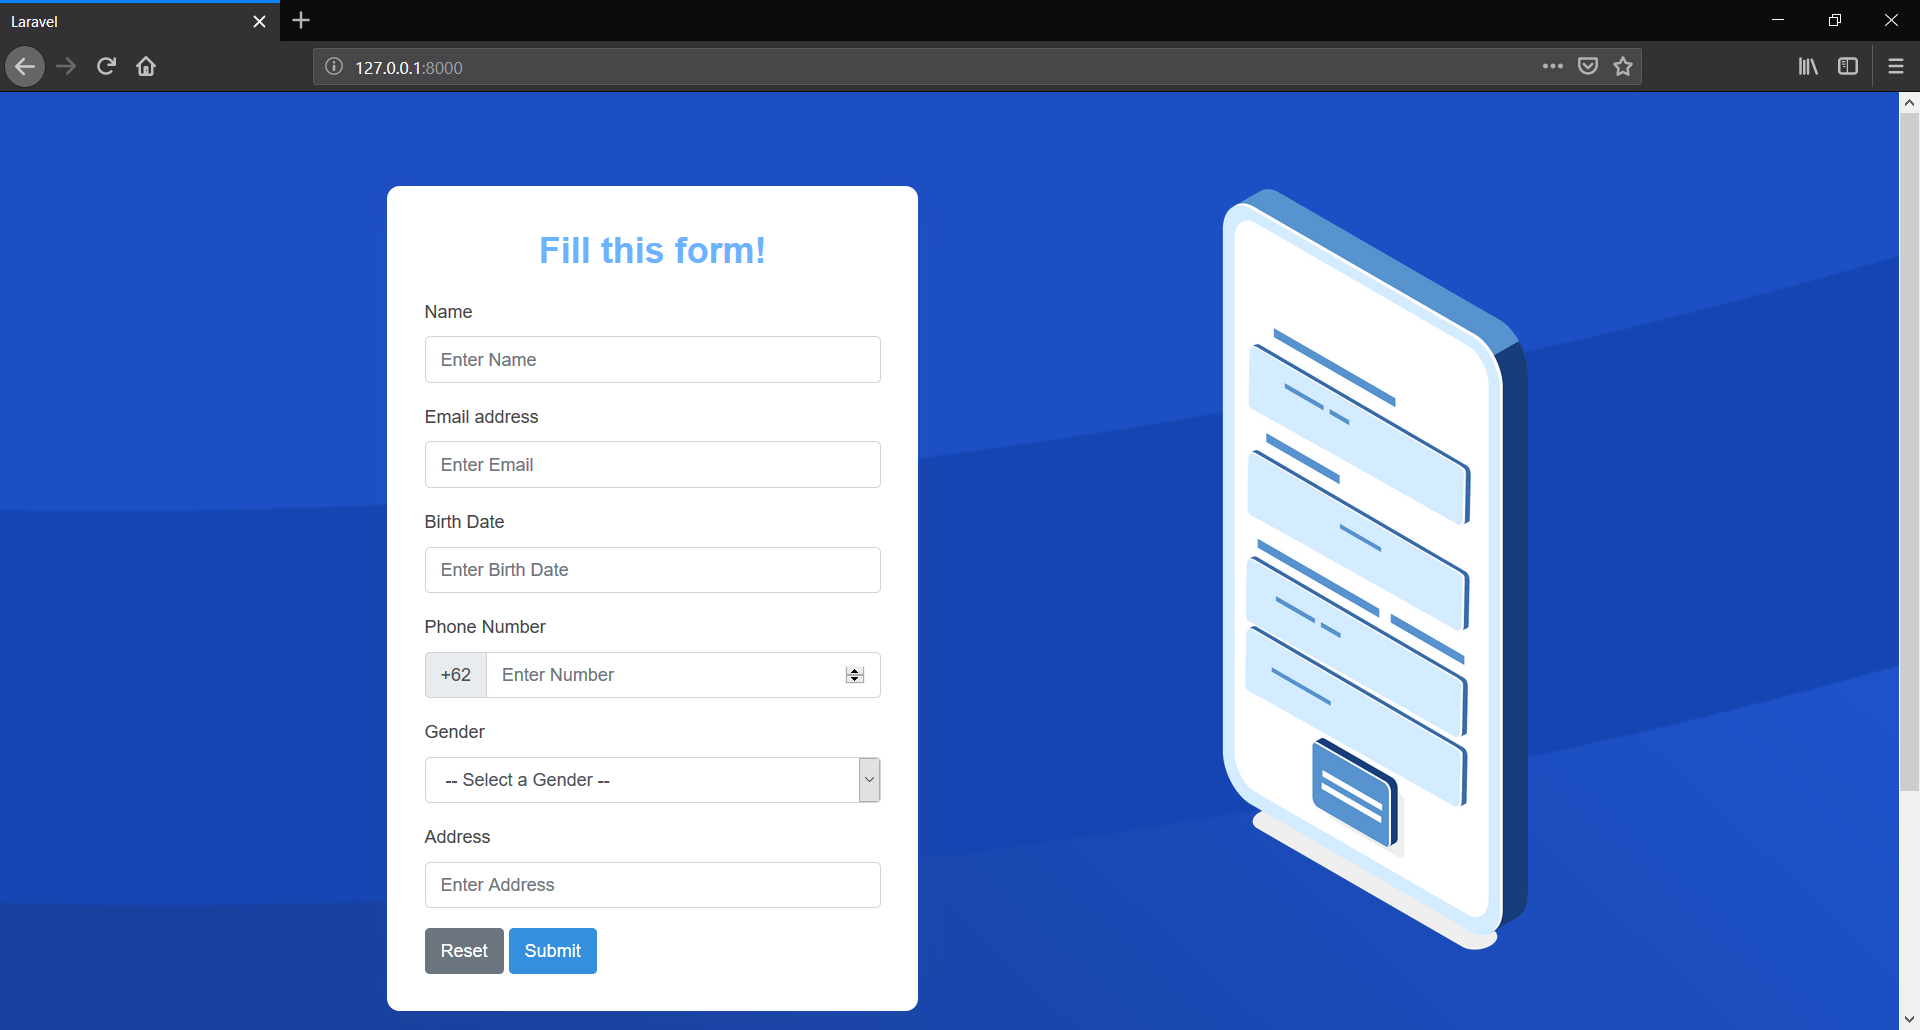 Laravel
127.0.0.1:8000
Fill this form!
Name
Enter Name
Email address
Enter Email
Birth Date
Enter Birth Date
Phone Number
+62 Enter Number
Gender
-- Select a Gender --
Address
Enter Address
Reset Submit